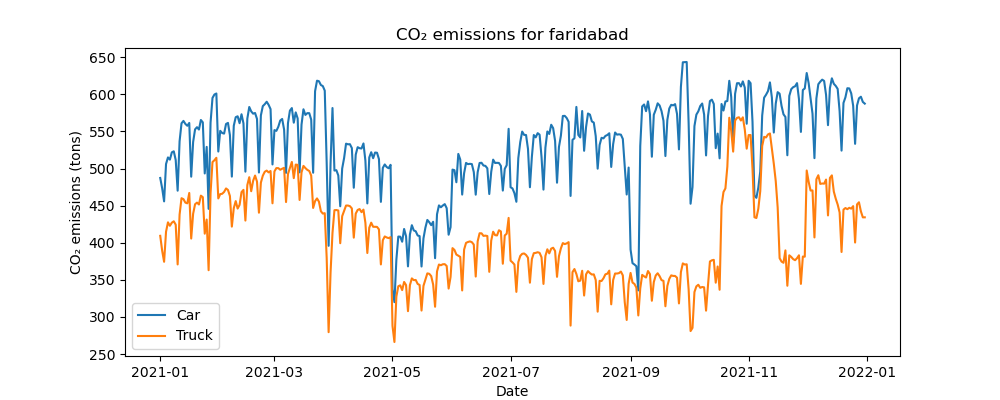 CO₂ emissions for faridabad
CO₂ emissions (tons)
650
600
550
500
450
400
350
300
250
Car
Truck
2021-01 2021-03 2021-05 2021-07 2021-09 2021-11 2022-01
Date